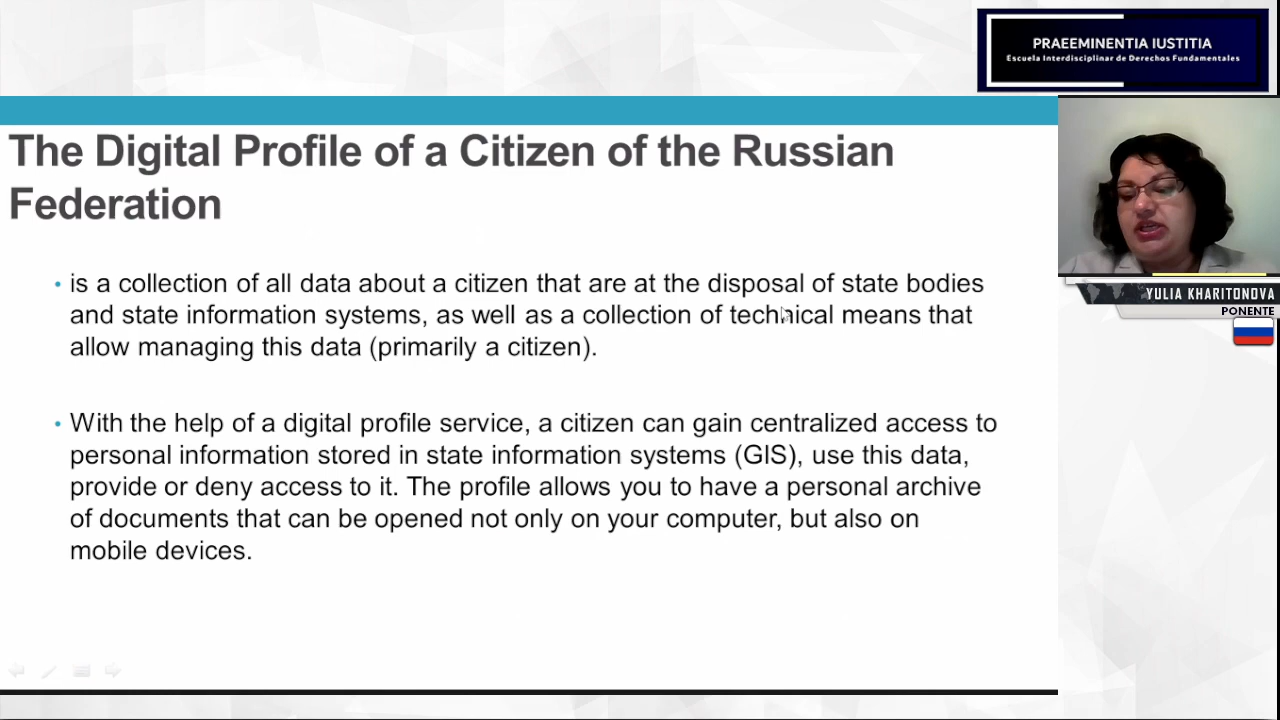 PRAEEMINENTIA IUSTITIA
Escuela Interdisciplinar de Derechos Fundamentales
The Digital Profile of a Citizen of the Russian
Federation
• is a collection of all data about a citizen that are at the disposal of state bodies
and state information systems, as well as a collection of technical means that
allow managing this data (primarily a citizen).
• With the help of a digital profile service, a citizen can gain centralized access to
personal information stored in state information systems (GIS), use this data,
provide or deny access to it. The profile allows you to have a personal archive
of documents that can be opened not only on your computer, but also on
mobile devices.
YULIA KHARITONOVA
PONENTE